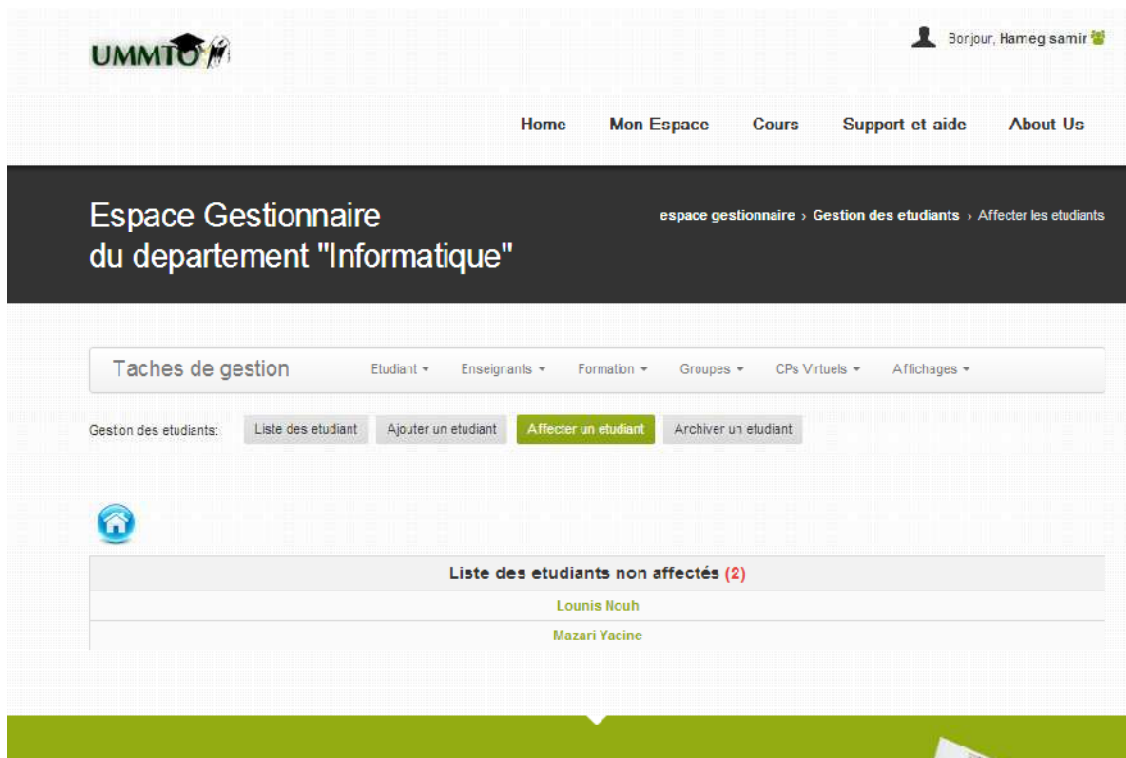 UMMTO
Borjour, Hameg samir
Home Mon Espace Cours Support et aide About Us
Espace Gestionnaire
du departement "Informatique"
espace gestionnaire › Gestion des etudiants › Affecter les etudiants
Taches de gestion Etudiant Enseignants Formation Groupes CPs Virtuels Affichages
Geston des etudiants: Liste des etudiant Ajouter un etudiant Affecter un etudiant Archiver un etudiant
Liste des etudiants non affectés (2)
Lounis Nouh
Mazari Yacine